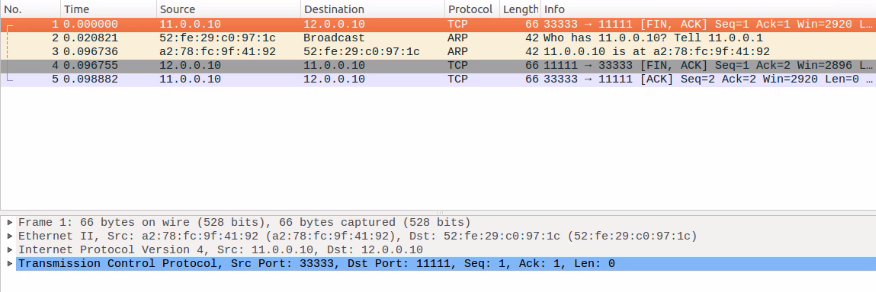 No. Time Source Destination Protocol Length Info
1 0.000000 11.0.0.10 12.0.0.10 TCP 66 33333 → 11111 [FIN, ACK] Seq=1 Ack=1 Win=2920 L…
2 0.020821 52:fe:29:c0:97:1c Broadcast ARP 42 Who has 11.0.0.10? Tell 11.0.0.1
3 0.096736 a2:78:fc:9f:41:92 52:fe:29:c0:97:1c ARP 42 11.0.0.10 is at a2:78:fc:9f:41:92
4 0.096755 12.0.0.10 11.0.0.10 TCP 66 11111 → 33333 [FIN, ACK] Seq=1 Ack=2 Win=2896 L…
5 0.098882 11.0.0.10 12.0.0.10 TCP 66 33333 → 11111 [ACK] Seq=2 Ack=2 Win=2920 Len=0 …
Frame 1: 66 bytes on wire (528 bits), 66 bytes captured (528 bits)
Ethernet II, Src: a2:78:fc:9f:41:92 (a2:78:fc:9f:41:92), Dst: 52:fe:29:c0:97:1c (52:fe:29:c0:97:1c)
Internet Protocol Version 4, Src: 11.0.0.10, Dst: 12.0.0.10
Transmission Control Protocol, Src Port: 33333, Dst Port: 11111, Seq: 1, Ack: 1, Len: 0